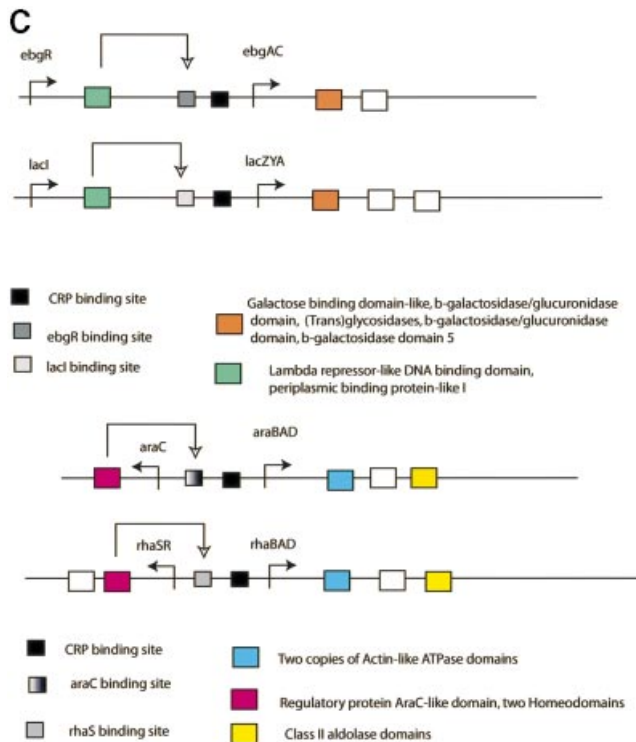 C
ebgR
ebgAC
lacI
lacZYA
CRP binding site
ebgR binding site
lacI binding site
Galactose binding domain-like, b-galactosidase/glucuronidase
domain, (Trans)glycosidases, b-galactosidase/glucuronidase
domain, b-galactosidase domain 5
Lambda repressor-like DNA binding domain,
periplasmic binding protein-like I
araC
araBAD
rhaSR
rhaBAD
CRP binding site
araC binding site
rhaS binding site
Two copies of Actin-like ATPase domains
Regulatory protein AraC-like domain, two Homeodomains
Class II aldolase domains